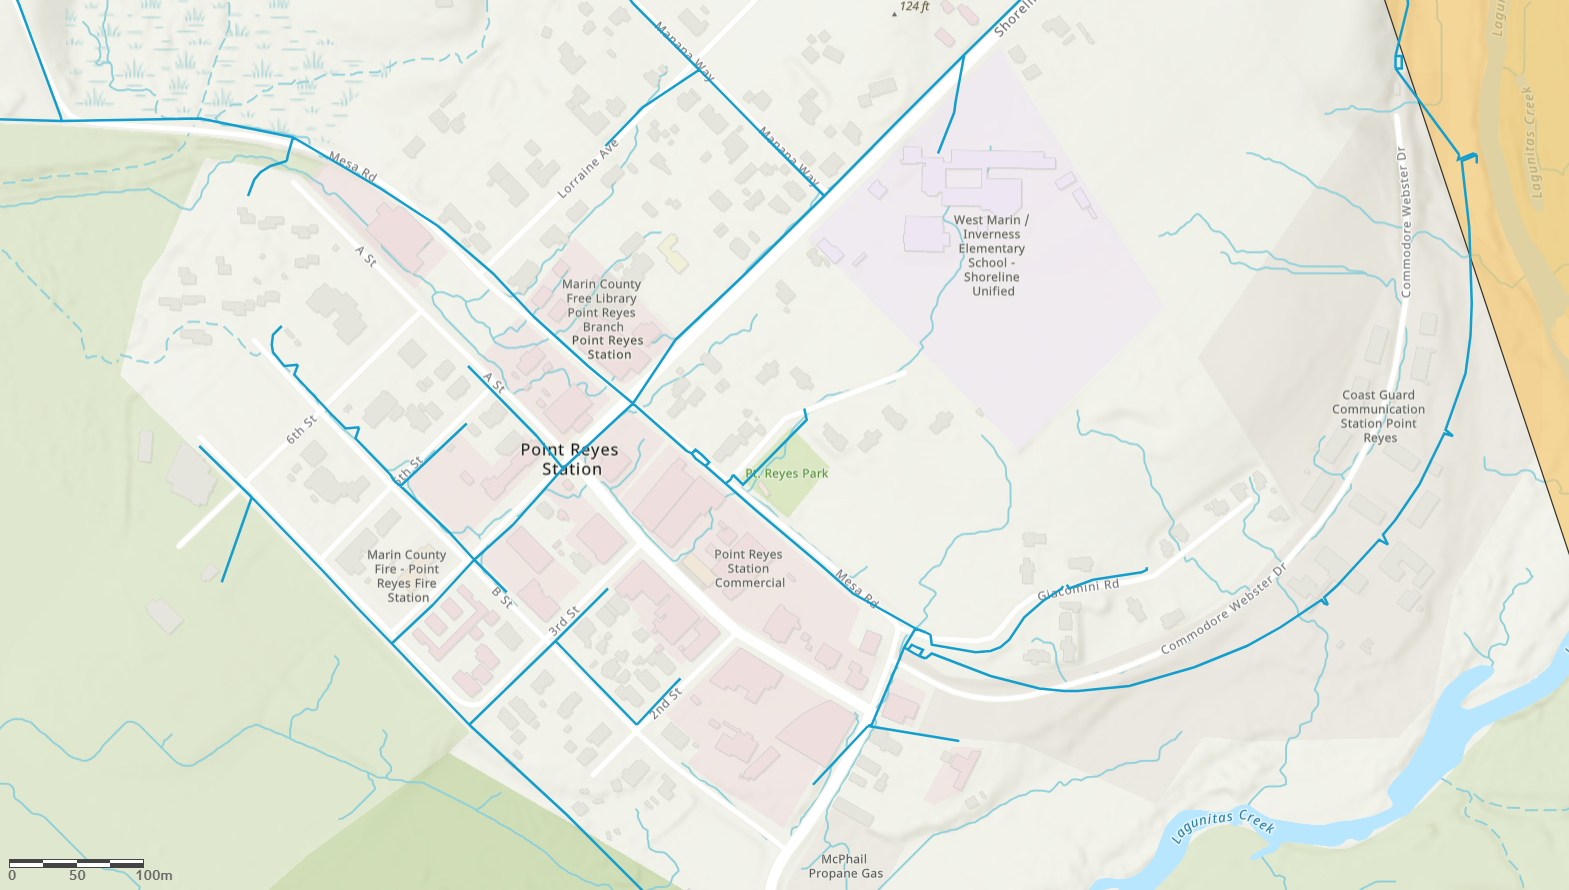 124 ft
Shorelin
Manana Way
Manana Way
Lorraine Ave
Mesa Rd
A St
West Marin /
Inverness
Elementary
School -
Shoreline
Unified
Commodore Webster Dr
Lagunitas Creek
Lagu
Marin County
Free Library
Point Reyes
Branch
Point Reyes
Station
A St
6th St
5th St
Point Reyes
Station
Pt. Reyes Park
Coast Guard
Communication
Station Point
Reyes
Marin County
Fire - Point
Reyes Fire
Station
Point Reyes
Station
Commercial
B St
3rd St
2nd St
Mesa Rd
Giacomini Rd
Commodore Webster Dr
Lagunitas Creek
McPhail
Propane Gas
0 50 100m